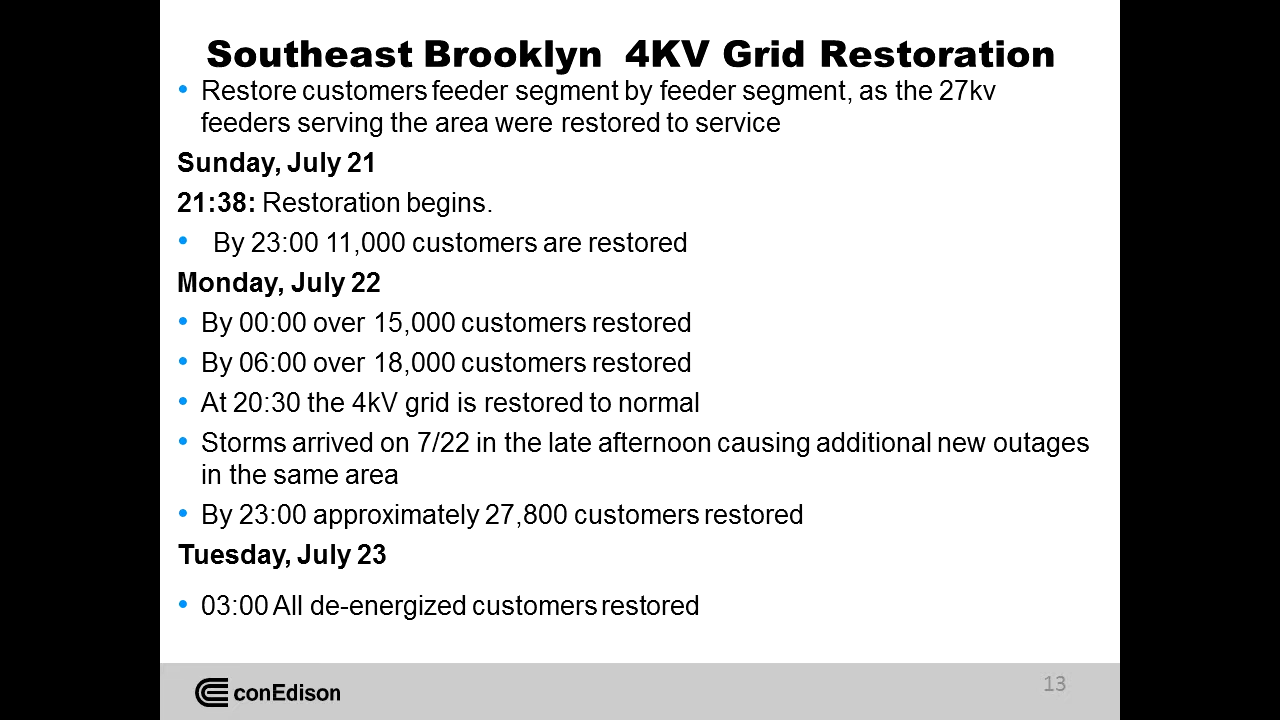 Southeast Brooklyn  4KV Grid Restoration
• Restore customers feeder segment by feeder segment, as the 27kv
feeders serving the area were restored to service
Sunday, July 21
21:38: Restoration begins.
• By 23:00 11,000 customers are restored
Monday, July 22
• By 00:00 over 15,000 customers restored
• By 06:00 over 18,000 customers restored
• At 20:30 the 4kV grid is restored to normal
• Storms arrived on 7/22 in the late afternoon causing additional new outages
in the same area
• By 23:00 approximately 27,800 customers restored
Tuesday, July 23
• 03:00 All de-energized customers restored
conEdison
13